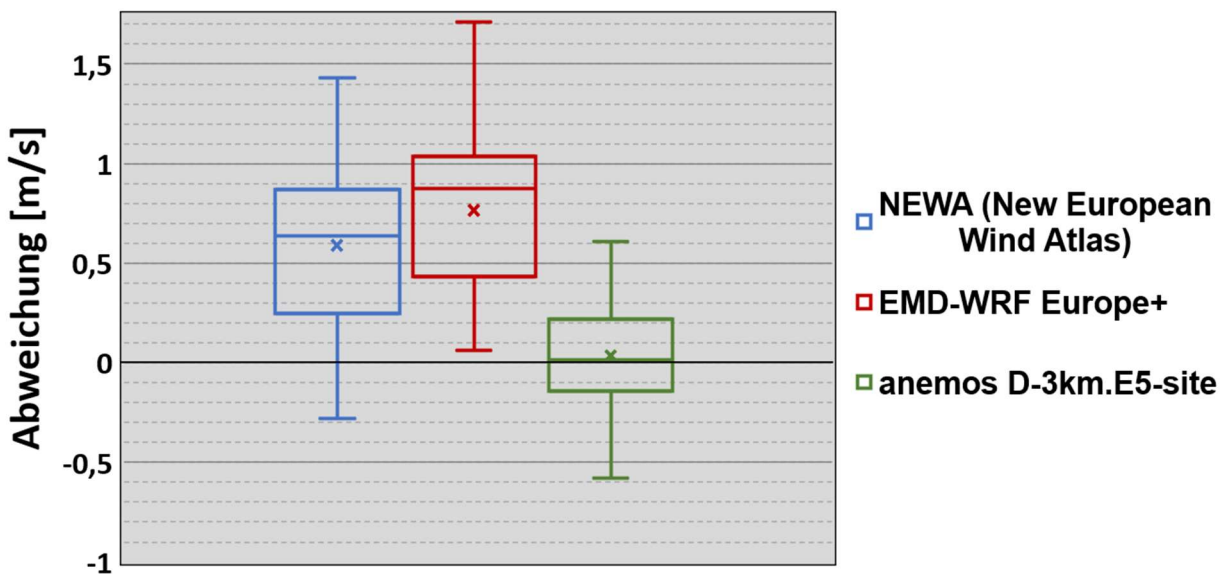 Abweichung [m/s]
1,5
1
0,5
0
-0,5
-1
NEWA (New European
Wind Atlas)
EMD-WRF Europe+
anemos D-3km.E5-site